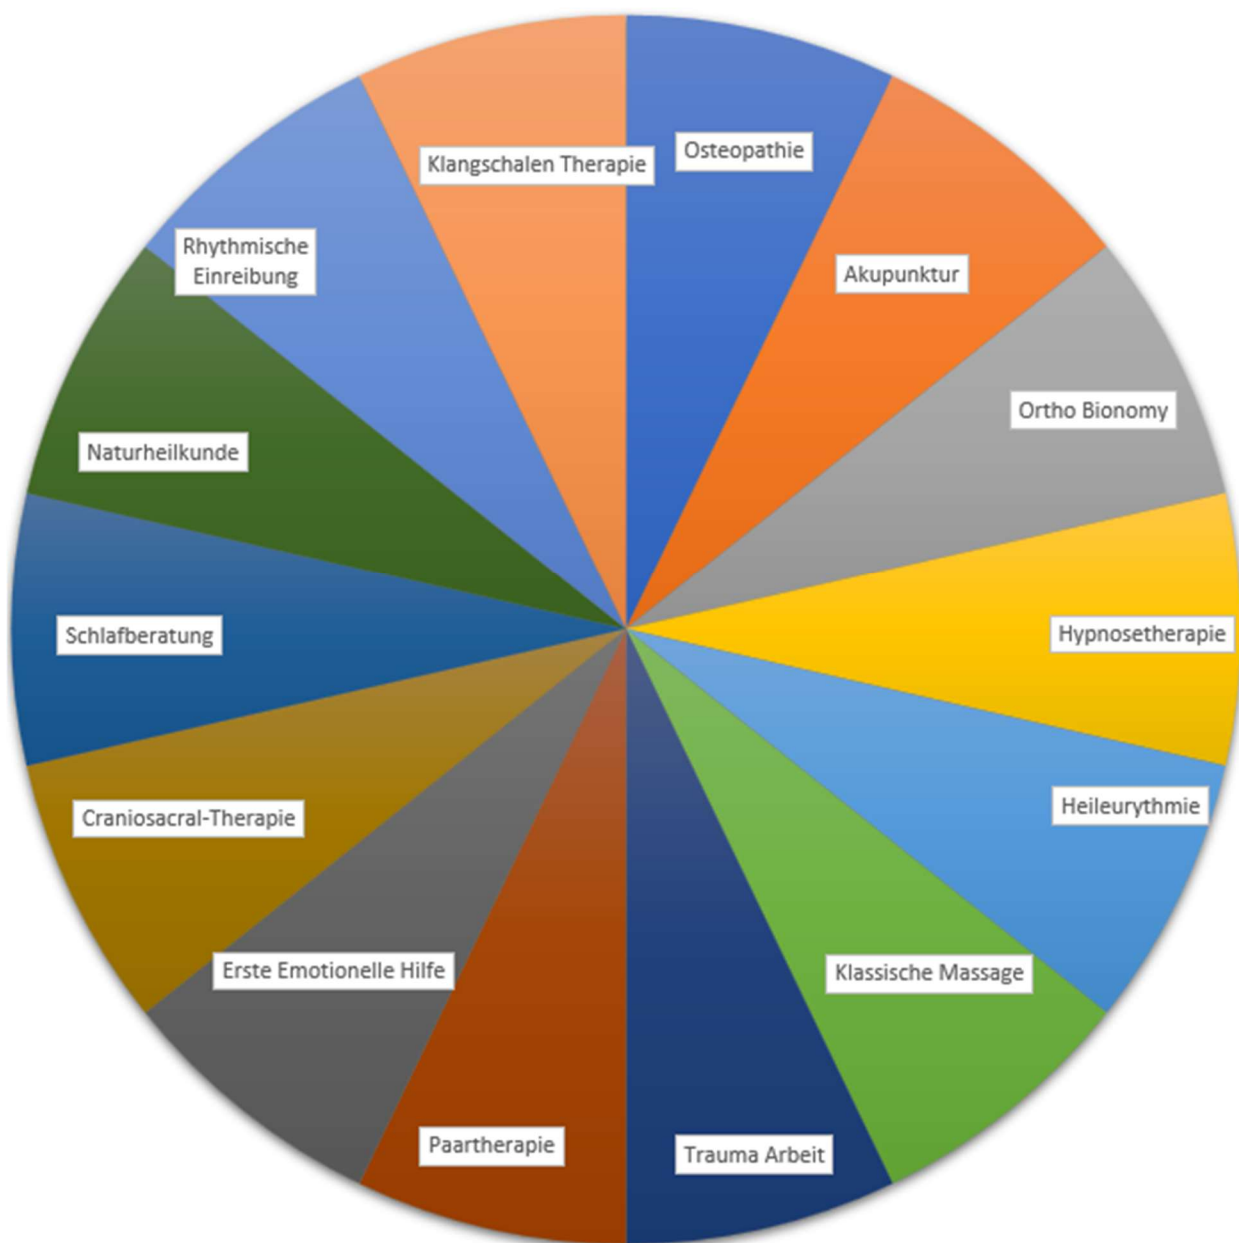 Klangschalen Therapie
Osteopathie
Rhythmische
Einreibung
Akupunktur
Ortho Bionomy
Naturheilkunde
Schlafberatung
Hypnosetherapie
Craniosacral-Therapie
Heileurythmie
Erste Emotionelle Hilfe
Klassische Massage
Paartherapie
Trauma Arbeit